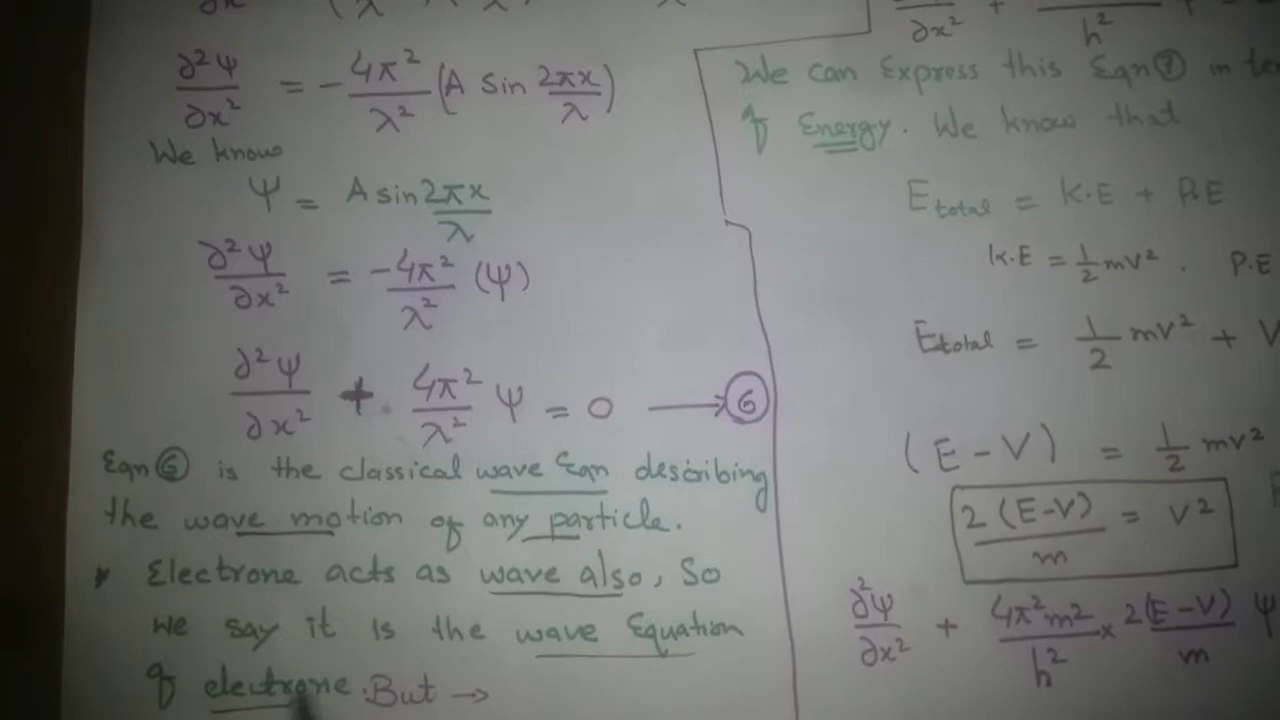 ∂²Ψ/∂x² = -4π²/λ² (A Sin 2πx/λ)
We know
Ψ = A sin 2πx/λ
∂²Ψ/∂x² = -4π²/λ² (Ψ)
∂²Ψ/∂x² + 4π²/λ² Ψ = 0 → ⑥
Eqn ⑥ is the classical wave Eqn describing
the wave motion of any particle.
* Electrone acts as wave also, So
we say it is the wave Equation
of electrone. But →
∂x² + h²
We can Express this Eqn ⑦ in
of Energy. We know that
E total = K.E + P.E
K.E = 1/2 mv². P.E
E total = 1/2 mv² + V
(E - V) = 1/2 mv²
2(E-V)/m = V²
∂²Ψ/∂x² + 4π²m²/h² × 2(E-V)/m Ψ